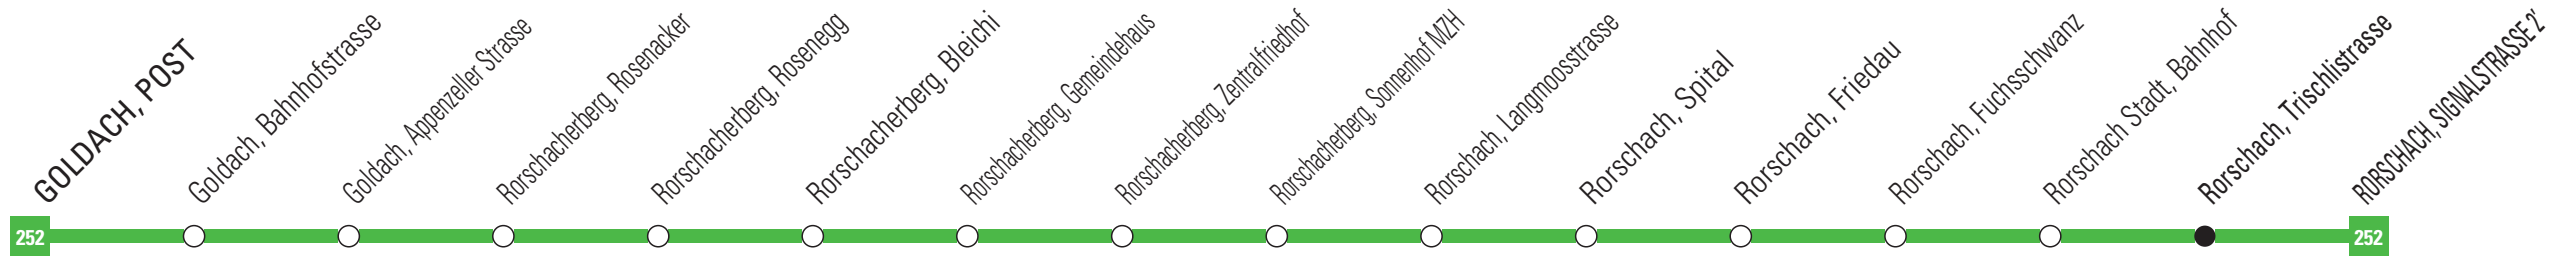 GOLDACH, POST
Goldach, Bahnhofstrasse
Goldach, Appenzeller Strasse
Rorschacherberg, Rosenacker
Rorschacherberg, Rosenegg
Rorschacherberg, Bleichi
Rorschacherberg, Gemeindehaus
Rorschacherberg, Zentralfriedhof
Rorschacherberg, Sonnenhof MZH
Rorschach, Langmoosstrasse
Rorschach, Spital
Rorschach, Friedau
Rorschach, Fuchsschwanz
Rorschach Stadt, Bahnhof
Rorschach, Trischlistrasse
RORSCHACH, SIGNALSTRASSE 2'
252
252